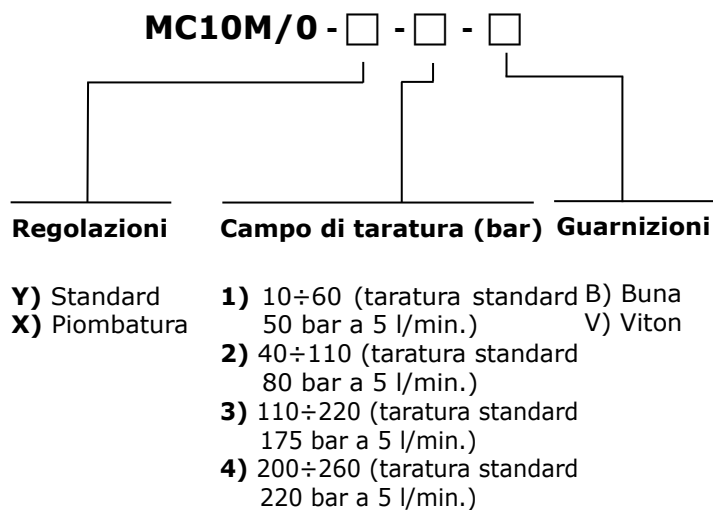 MC10M/0 - □ - □ - □
Regolazioni
Y) Standard
X) Piombatura
Campo di taratura (bar)
1) 10÷60 (taratura standard
50 bar a 5 l/min.)
2) 40÷110 (taratura standard
80 bar a 5 l/min.)
3) 110÷220 (taratura standard
175 bar a 5 l/min.)
4) 200÷260 (taratura standard
220 bar a 5 l/min.)
Guarnizioni
B) Buna
V) Viton